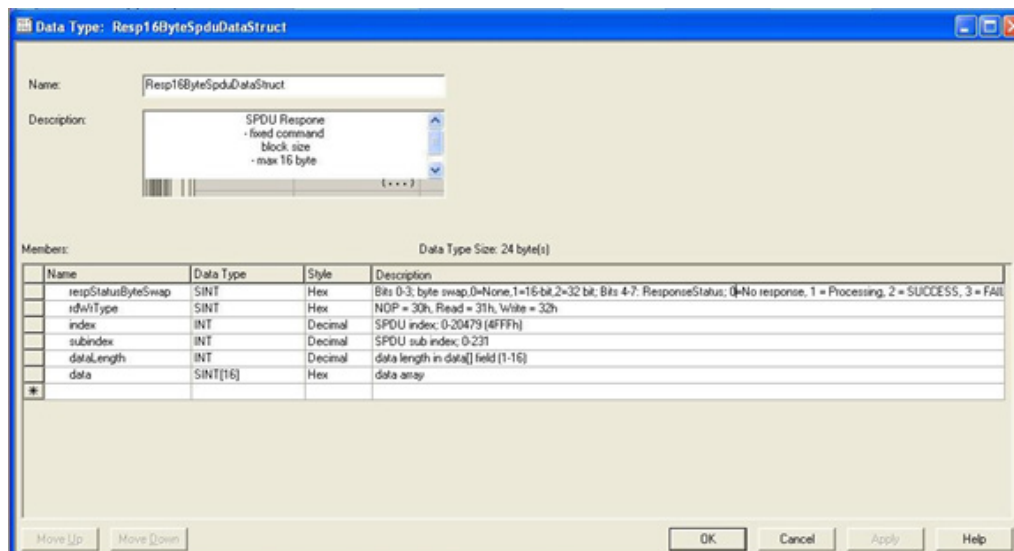 Data Type: Resp16ByteSpduDataStruct
Name:
Resp16ByteSpduDataStruct
Description:
SPDU Respone
- fixed command
block size
- max 16 byte
(...)
Members:
Data Type Size: 24 byte(s)
Name Data Type Style Description
respStatusByteSwap SINT Hex Bits 0-3; byte swap,0=None,1=16-bit,2=32 bit; Bits 4-7: ResponseStatus; 0=No response, 1 = Processing, 2 = SUCCESS, 3 = FAIL
rdWrType SINT Hex NOP = 30h, Read = 31h, Write = 32h
index INT Decimal SPDU index; 0-20479 (4FFFh)
subindex INT Decimal SPDU sub index; 0-231
dataLength INT Decimal data length in data[] field (1-16)
data SINT[16] Hex data array
Move Up Move Down OK Cancel Apply Help